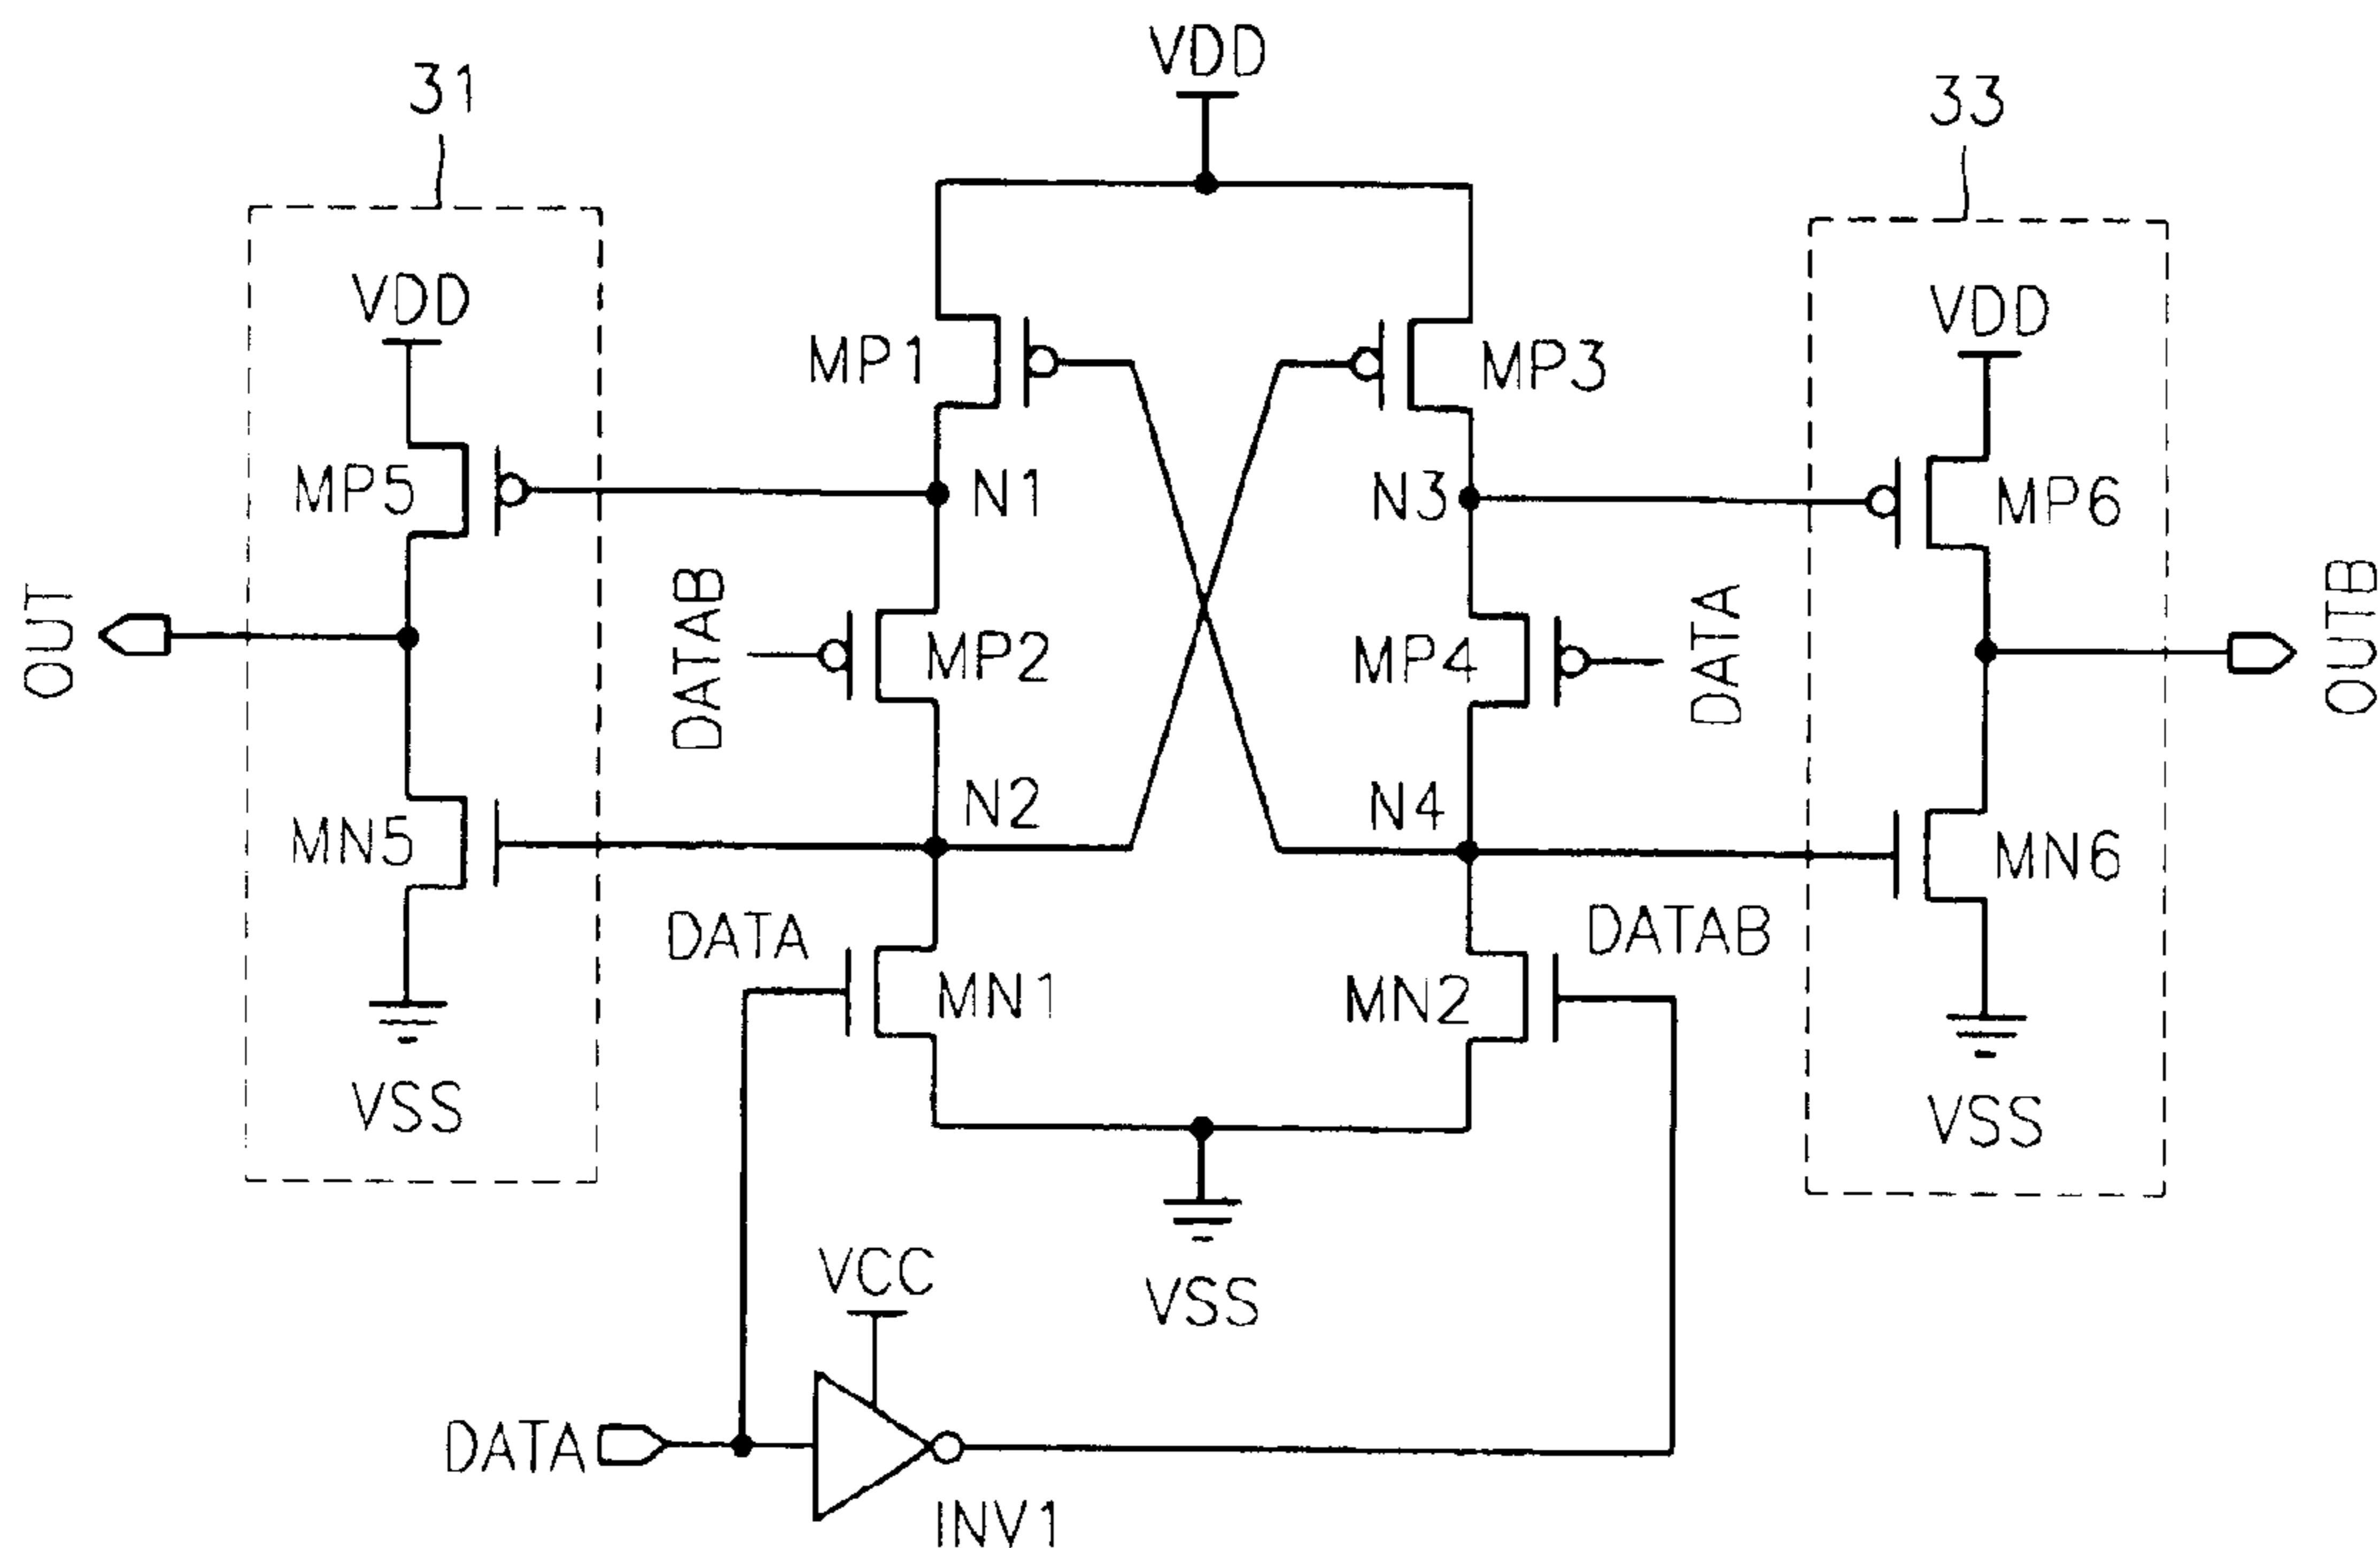 VDD
31
33
VDD
VDD
MP1
MP3
MP5
N1
N3
MP6
OUT
DATAB
MP2
MP4
DATA
OUTB
N2
N4
MN5
MN6
DATA
DATAB
MN1
MN2
VSS
VSS
VCC
VSS
DATA
INV1